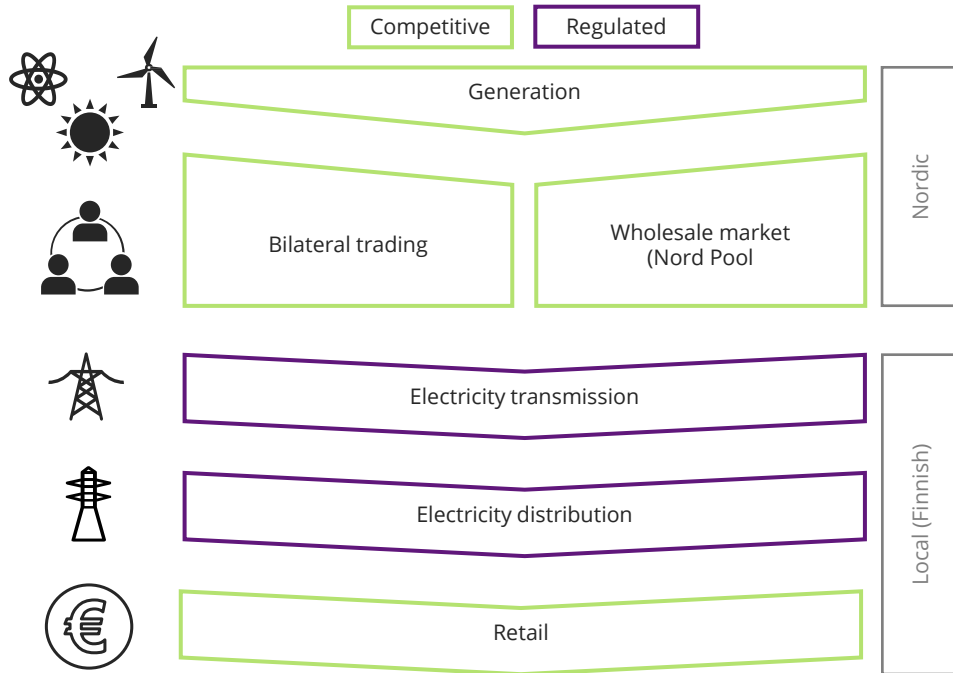 Competitive
Regulated
Generation
Nordic
Bilateral trading
Wholesale market
(Nord Pool
Electricity transmission
Electricity distribution
Local (Finnish)
Retail